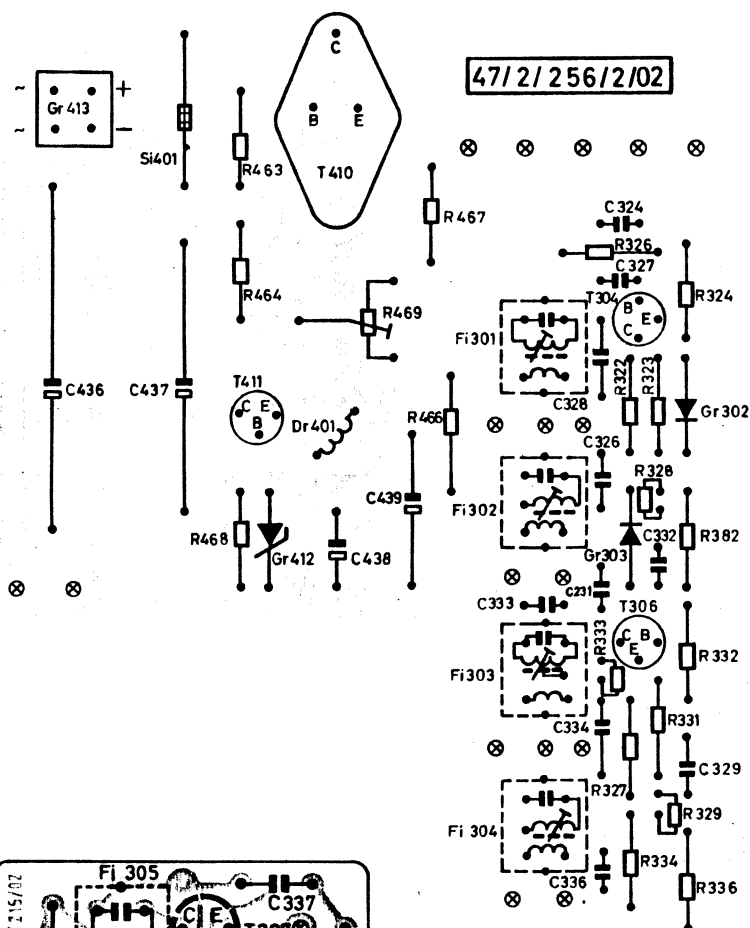 47/2/256/2/02
C
~ +
Gr 413
~ −
B E
Si401
R463
T410
R467
C324
R326
C327
R464
T304
R324
B
E
C
R469
Fi301
R322
R323
C436
C437
T411
C E
B
Dr401
C328
R466
Gr302
C326
R328
C439
Fi302
R468
Gr412
C438
C332
R382
Gr303
C231
C333
T306
R333
C B
E
R332
Fi303
C334
R331
C329
R327
R329
Fi 304
R334
C336
R336
Fi 305
C337
215/02
C E